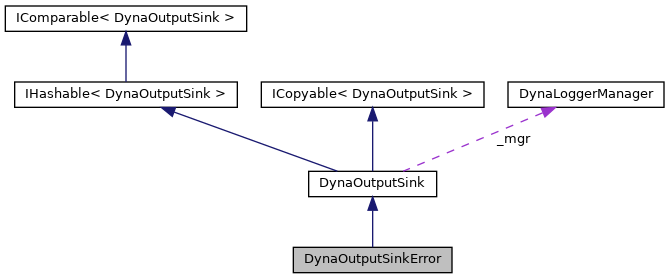 IComparable< DynaOutputSink >
IHashable< DynaOutputSink >
ICopyable< DynaOutputSink >
DynaLoggerManager
_mgr
DynaOutputSink
DynaOutputSinkError